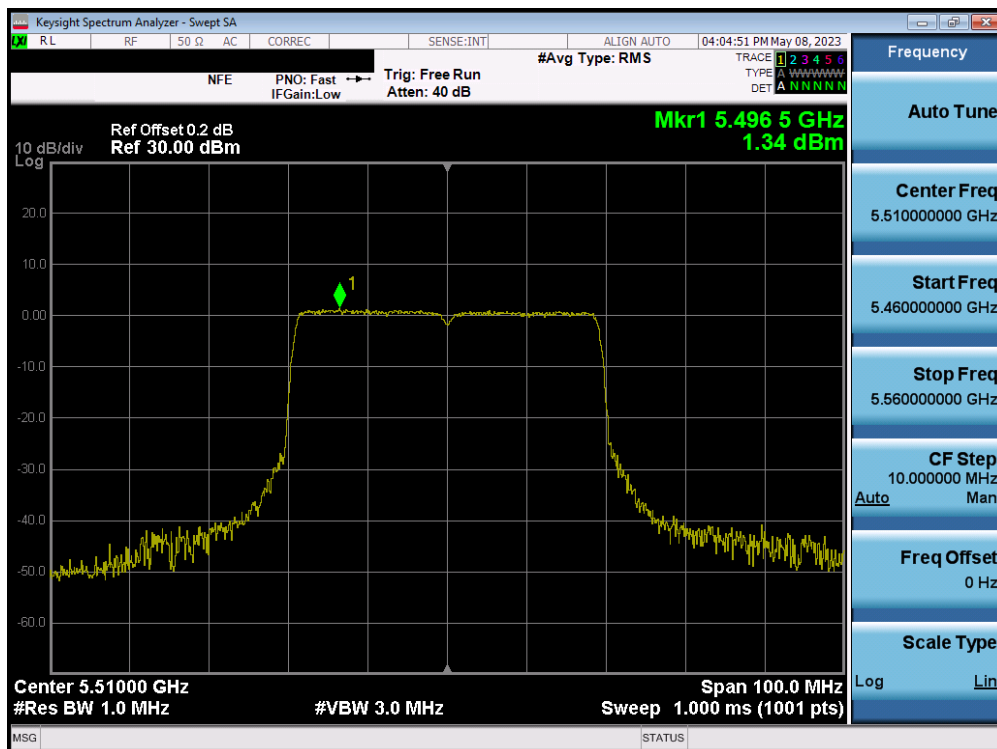 Keysight Spectrum Analyzer - Swept SA
LXI RL RF 50 Ω AC CORREC SENSE:INT ALIGN AUTO 04:04:51 PM May 08, 2023
Frequency
#Avg Type: RMS
TRACE 1 2 3 4 5 6
TYPE A WWWWW
DET A N N N N N
NFE
PNO: Fast
IFGain:Low
Trig: Free Run
Atten: 40 dB
Auto Tune
Mkr1 5.496 5 GHz
1.34 dBm
Ref Offset 0.2 dB
Ref 30.00 dBm
10 dB/div
Log
20.0
10.0
0.00
-10.0
-20.0
-30.0
-40.0
-50.0
-60.0
1
Center 5.51000 GHz
Span 100.0 MHz
#Res BW 1.0 MHz
#VBW 3.0 MHz
Sweep 1.000 ms (1001 pts)
Center Freq
5.510000000 GHz
Start Freq
5.460000000 GHz
Stop Freq
5.560000000 GHz
CF Step
10.000000 MHz
Auto Man
Freq Offset
0 Hz
Scale Type
Log Lin
MSG STATUS